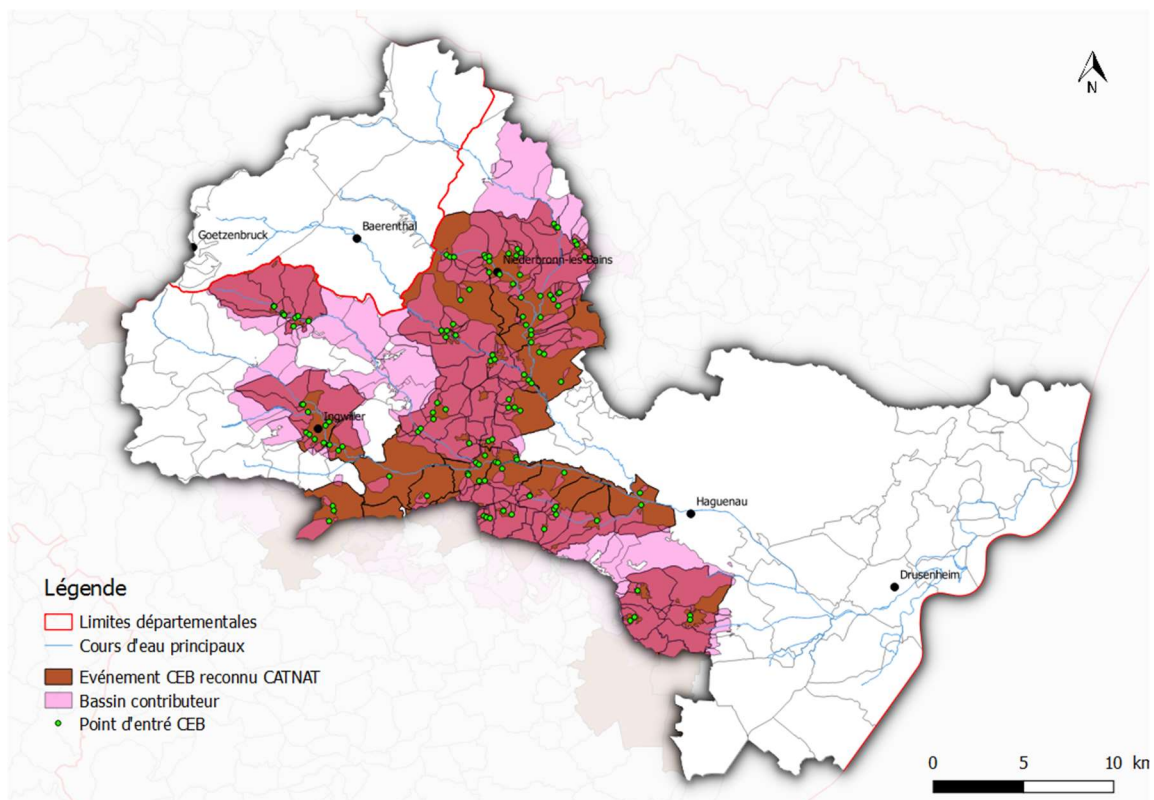 N
Goetzenbruck
Baerenthal
Niederbronn-les-Bains
Ingwiller
Haguenau
Drusenheim
Légende
Limites départementales
Cours d'eau principaux
Evénement CEB reconnu CATNAT
Bassin contributeur
Point d'entré CEB
0 5 10 km